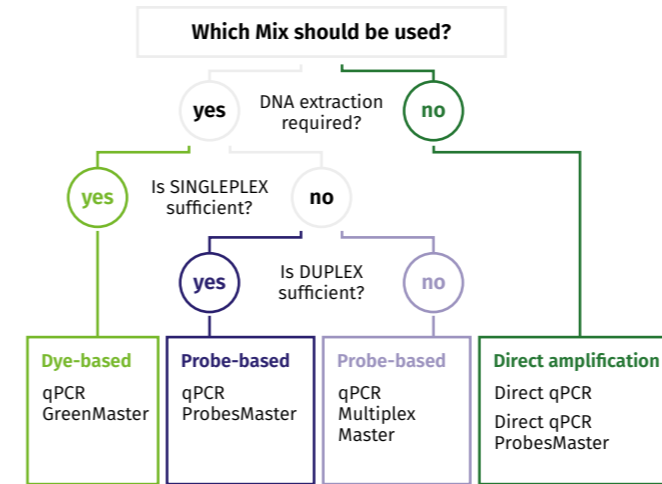 Which Mix should be used?
yes
DNA extraction
required?
no
yes
Is SINGLEPLEX
sufficient?
no
yes
Is DUPLEX
sufficient?
no
Dye-based
qPCR
GreenMaster
Probe-based
qPCR
ProbesMaster
Probe-based
qPCR
Multiplex
Master
Direct amplification
Direct qPCR
Direct qPCR
ProbesMaster